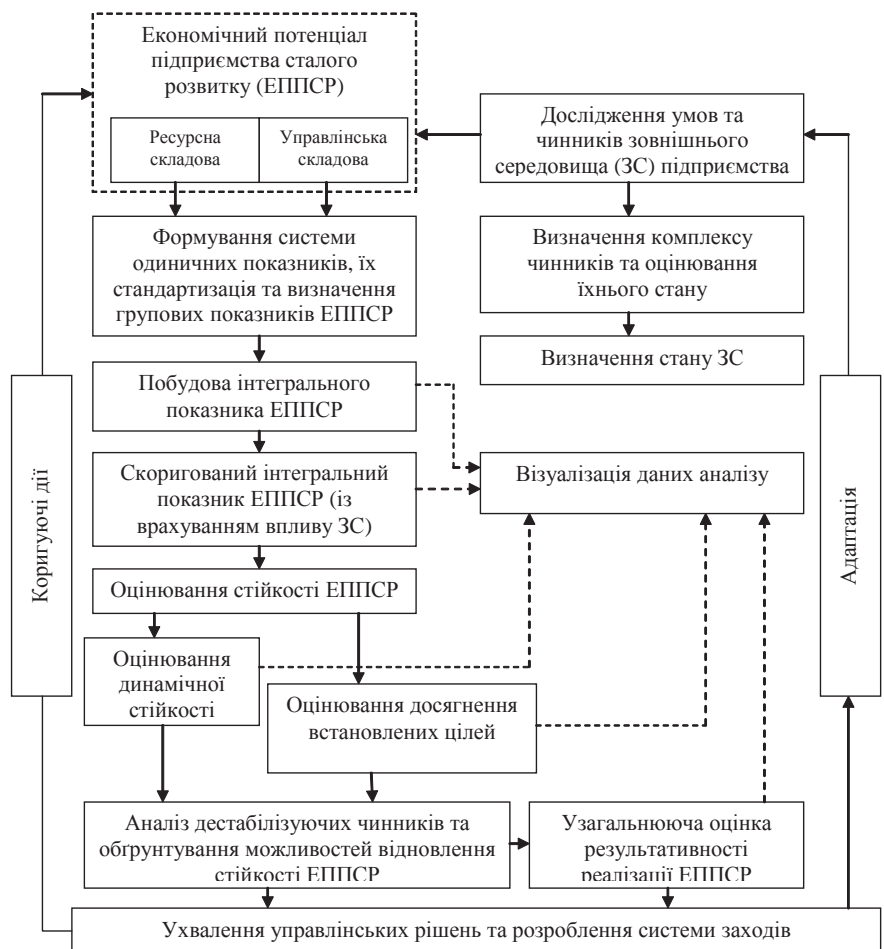 Економічний потенціал
підприємства сталого
розвитку (ЕППСР)
Ресурсна
складова
Управлінська
складова
Дослідження умов та
чинників зовнішнього
середовища (ЗС) підприємства
Формування системи
одиничних показників, їх
стандартизація та визначення
групових показників ЕППСР
Визначення комплексу
чинників та оцінювання
їхнього стану
Визначення стану ЗС
Побудова інтегрального
показника ЕППСР
Скоригований інтегральний
показник ЕППСР (із
врахуванням впливу ЗС)
Візуалізація даних аналізу
Коригуючі дії
Адаптація
Оцінювання стійкості ЕППСР
Оцінювання
динамічної
стійкості
Оцінювання досягнення
встановлених цілей
Аналіз дестабілізуючих чинників та
обґрунтування можливостей відновлення
стійкості ЕППСР
Узагальнююча оцінка
результативності
реалізації ЕППСР
Ухвалення управлінських рішень та розроблення системи заходів